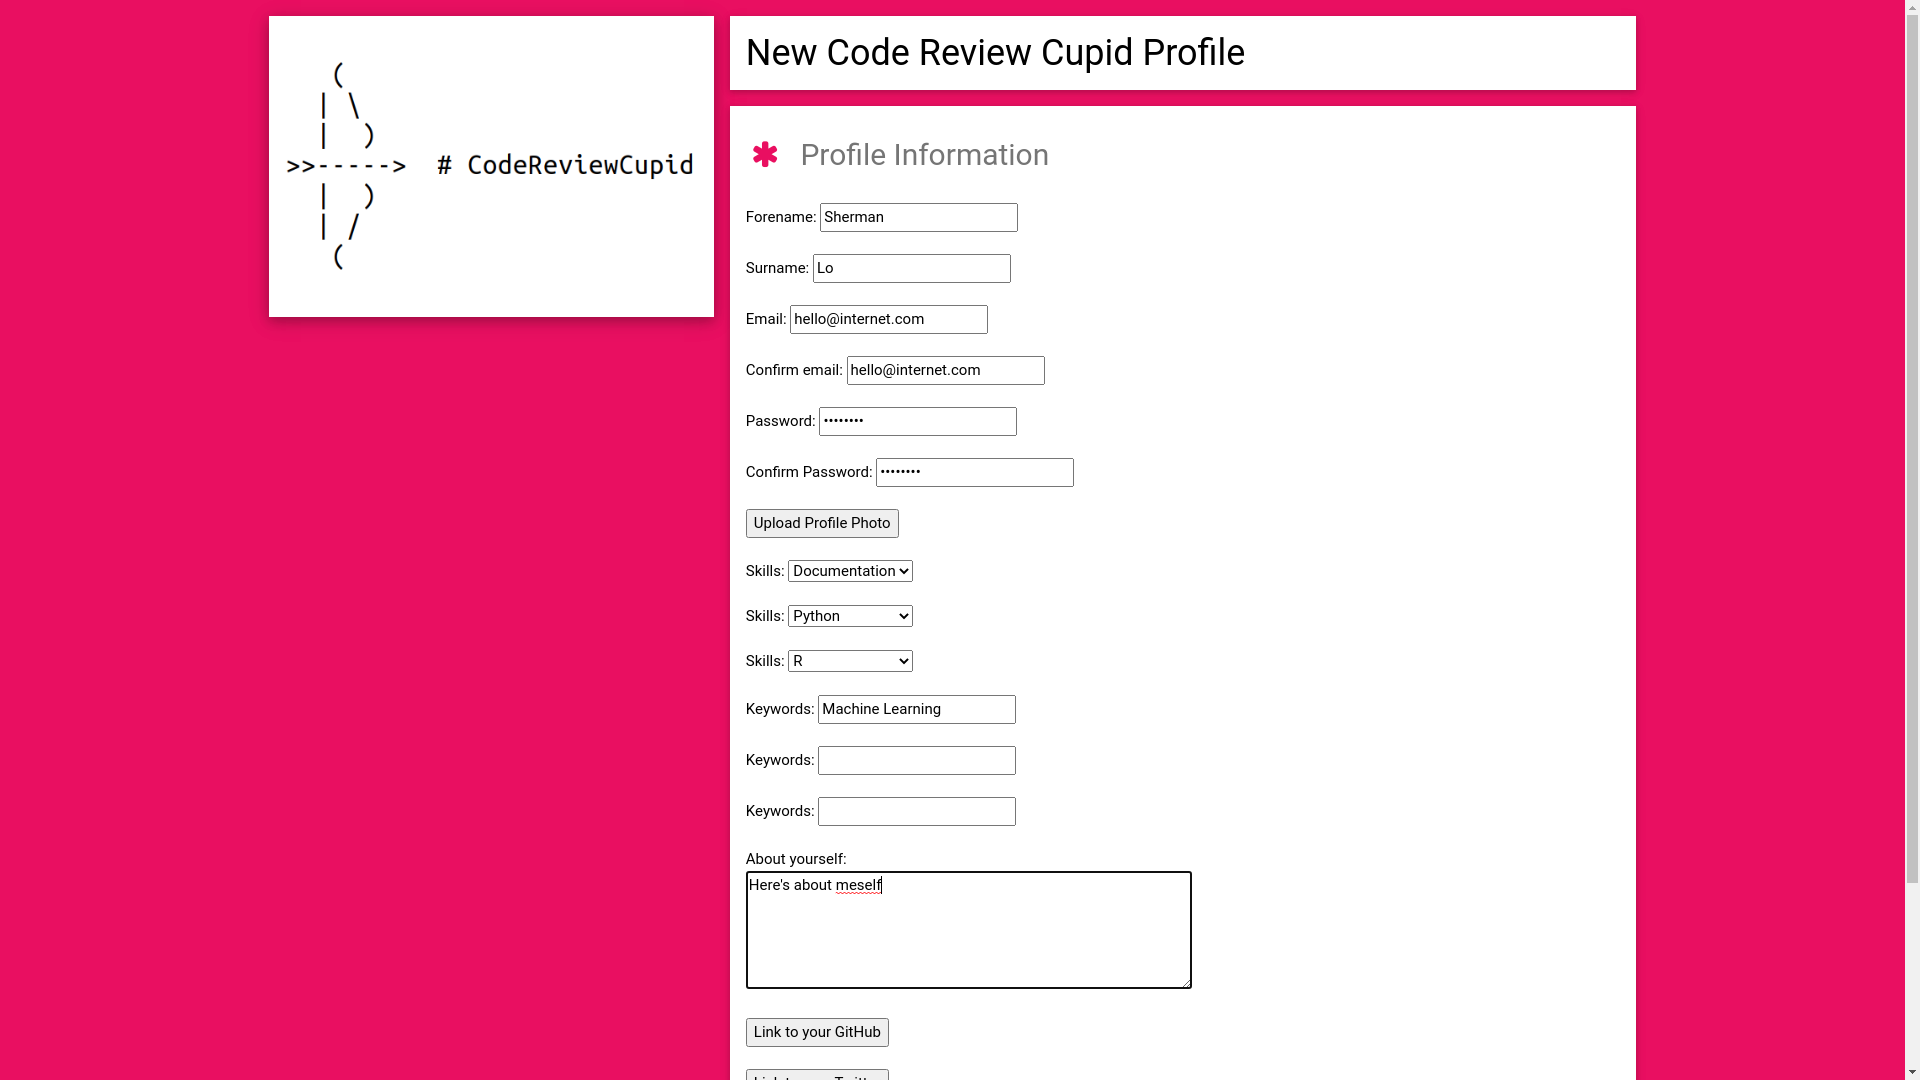 (
| \
| )
>>-----> # CodeReviewCupid
| )
| /
(
New Code Review Cupid Profile
Profile Information
Forename: Sherman
Surname: Lo
Email: hello@internet.com
Confirm email: hello@internet.com
Password: ••••••••
Confirm Password: ••••••••
Upload Profile Photo
Skills: Documentation
Skills: Python
Skills: R
Keywords: Machine Learning
Keywords:
Keywords:
About yourself:
Here's about meself
Link to your GitHub